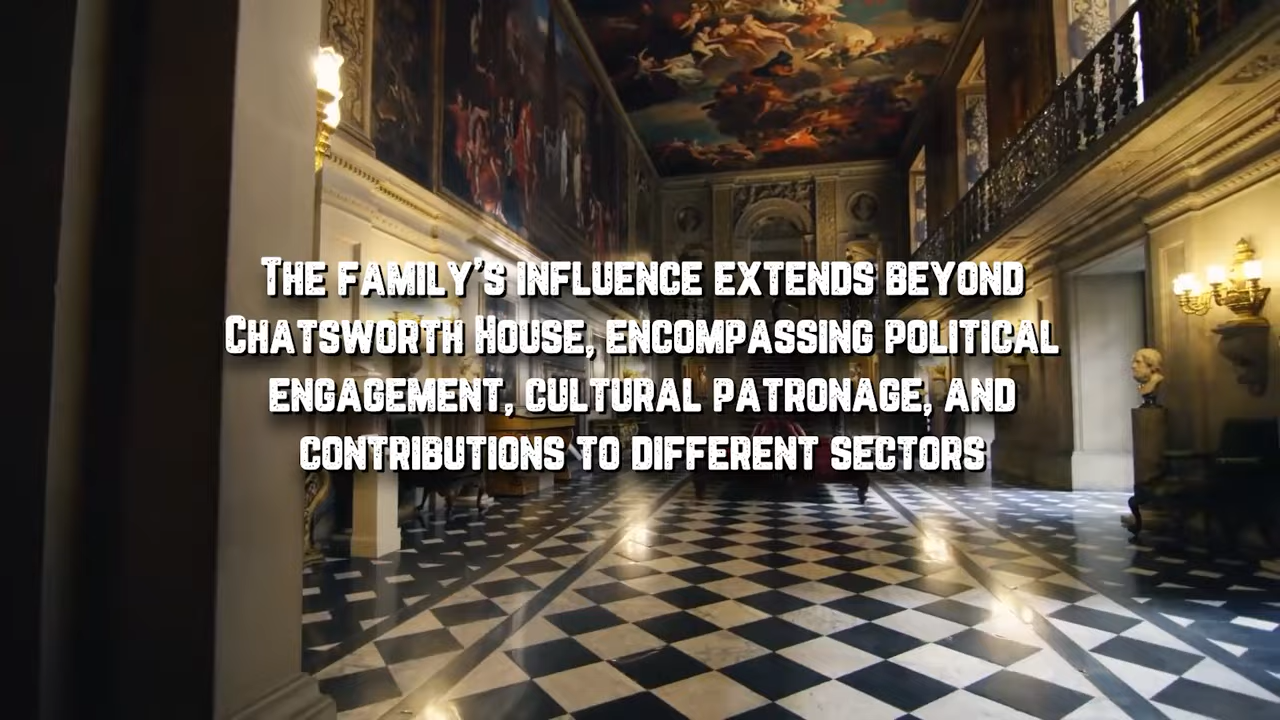 The family's influence extends beyond
Chatsworth House, encompassing political
engagement, cultural patronage, and
contributions to different sectors